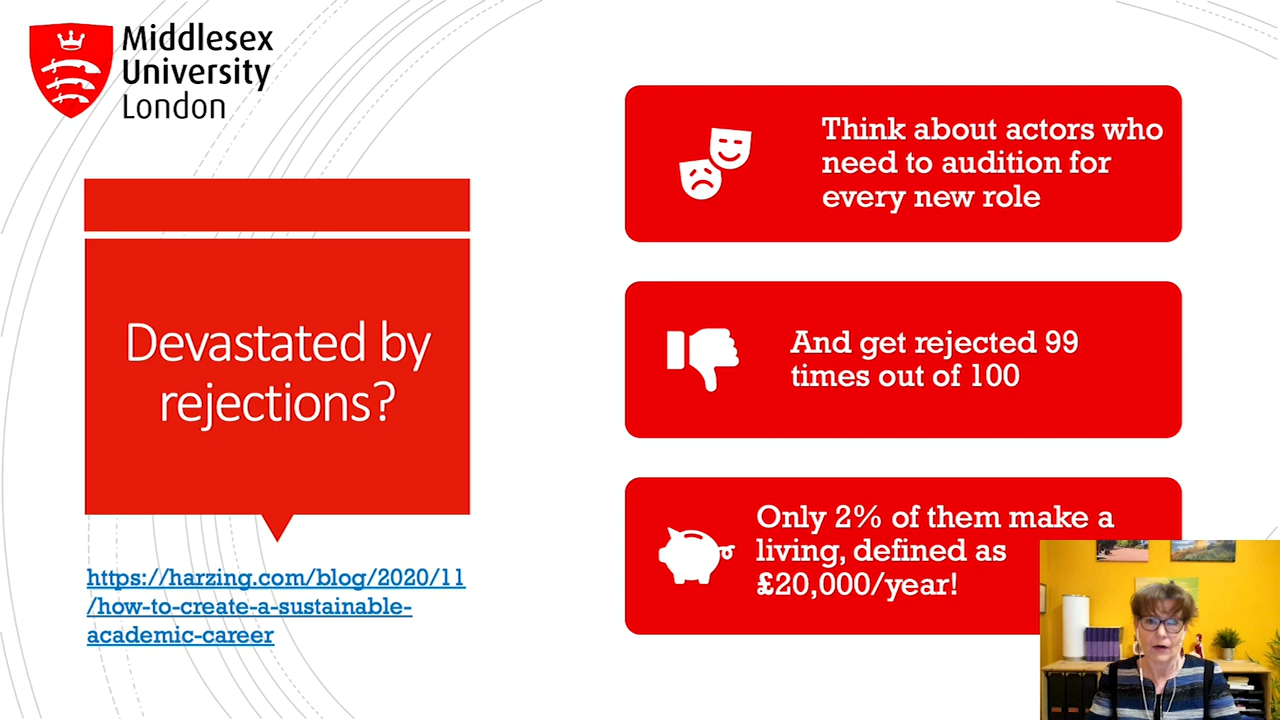 Middlesex
University
London
Devastated by
rejections?
https://harzing.com/blog/2020/11
/how-to-create-a-sustainable-
academic-career
Think about actors who
need to audition for
every new role
And get rejected 99
times out of 100
Only 2% of them make a
living, defined as
£20,000/year!